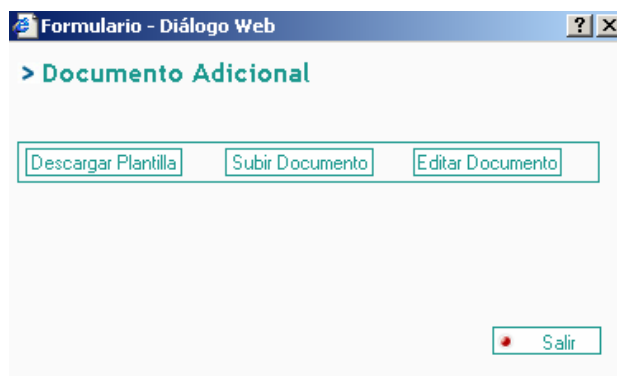 Formulario - Diálogo Web
> Documento Adicional
Descargar Plantilla Subir Documento Editar Documento
Salir